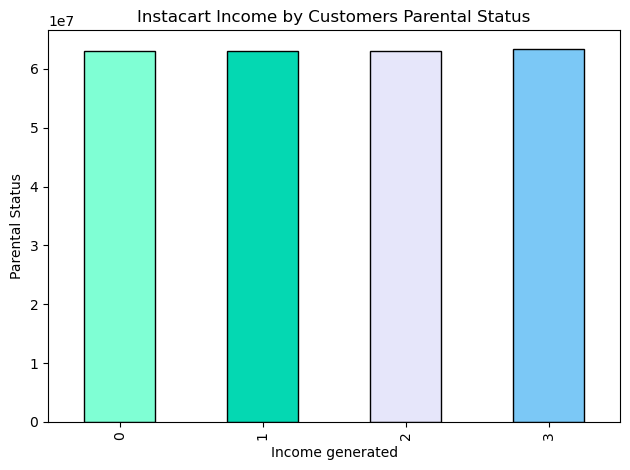 Instacart Income by Customers Parental Status
1e7
6
5
4
3
2
1
0
Parental Status
0
1
2
3
Income generated